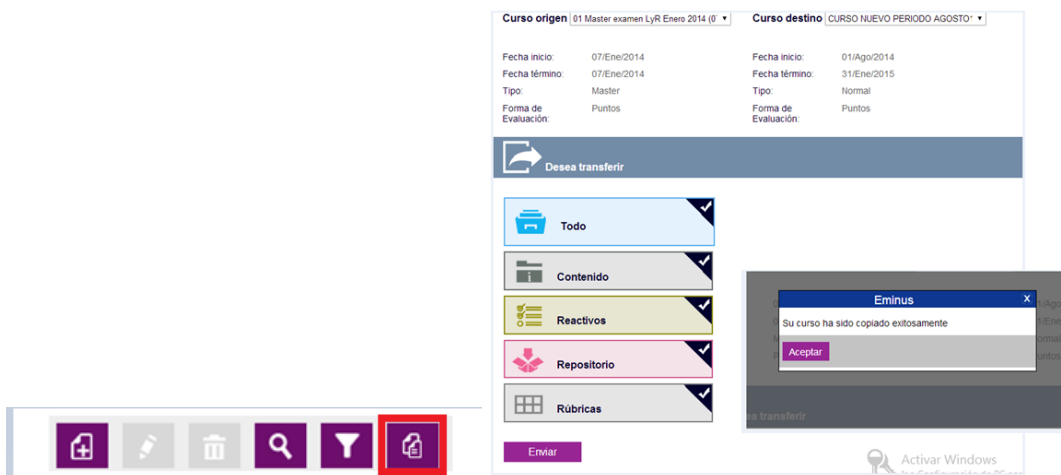 Curso origen 01 Master examen LyR Enero 2014 (0 Curso destino CURSO NUEVO PERIODO AGOSTO
Fecha inicio: 07/Ene/2014 Fecha inicio: 01/Ago/2014
Fecha término: 07/Ene/2014 Fecha término: 31/Ene/2015
Tipo: Master Tipo: Normal
Forma de Puntos Forma de Puntos
Evaluación: Evaluación:
Desea transferir
Todo
Contenido
Reactivos
Repositorio
Rúbricas
Enviar
Eminus X
Su curso ha sido copiado exitosamente
Aceptar
ea transferir
Activar Windows